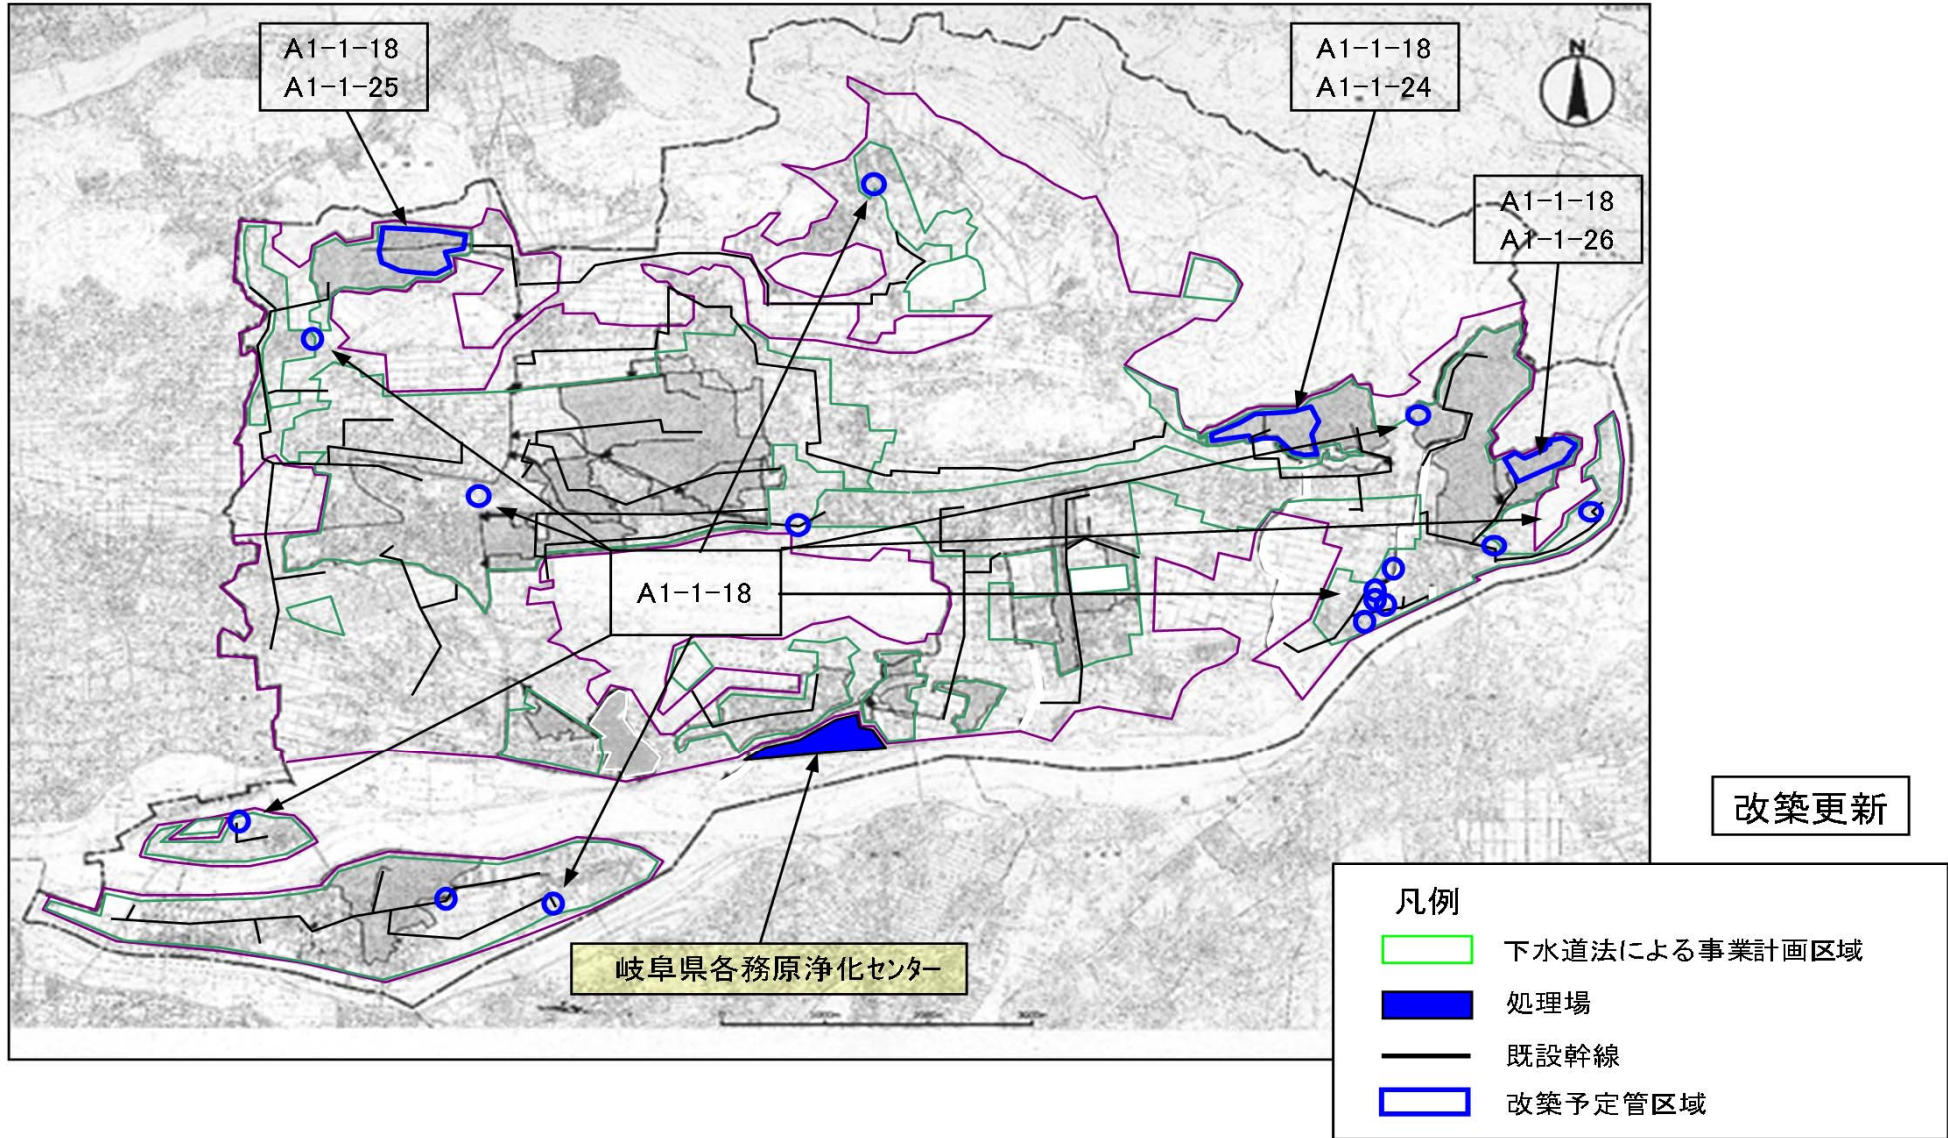 A1-1-18
A1-1-25
A1-1-18
A1-1-24
N
A1-1-18
A1-1-26
A1-1-18
改築更新
岐阜県各務原浄化センター
凡例
下水道法による事業計画区域
処理場
既設幹線
改築予定管区域